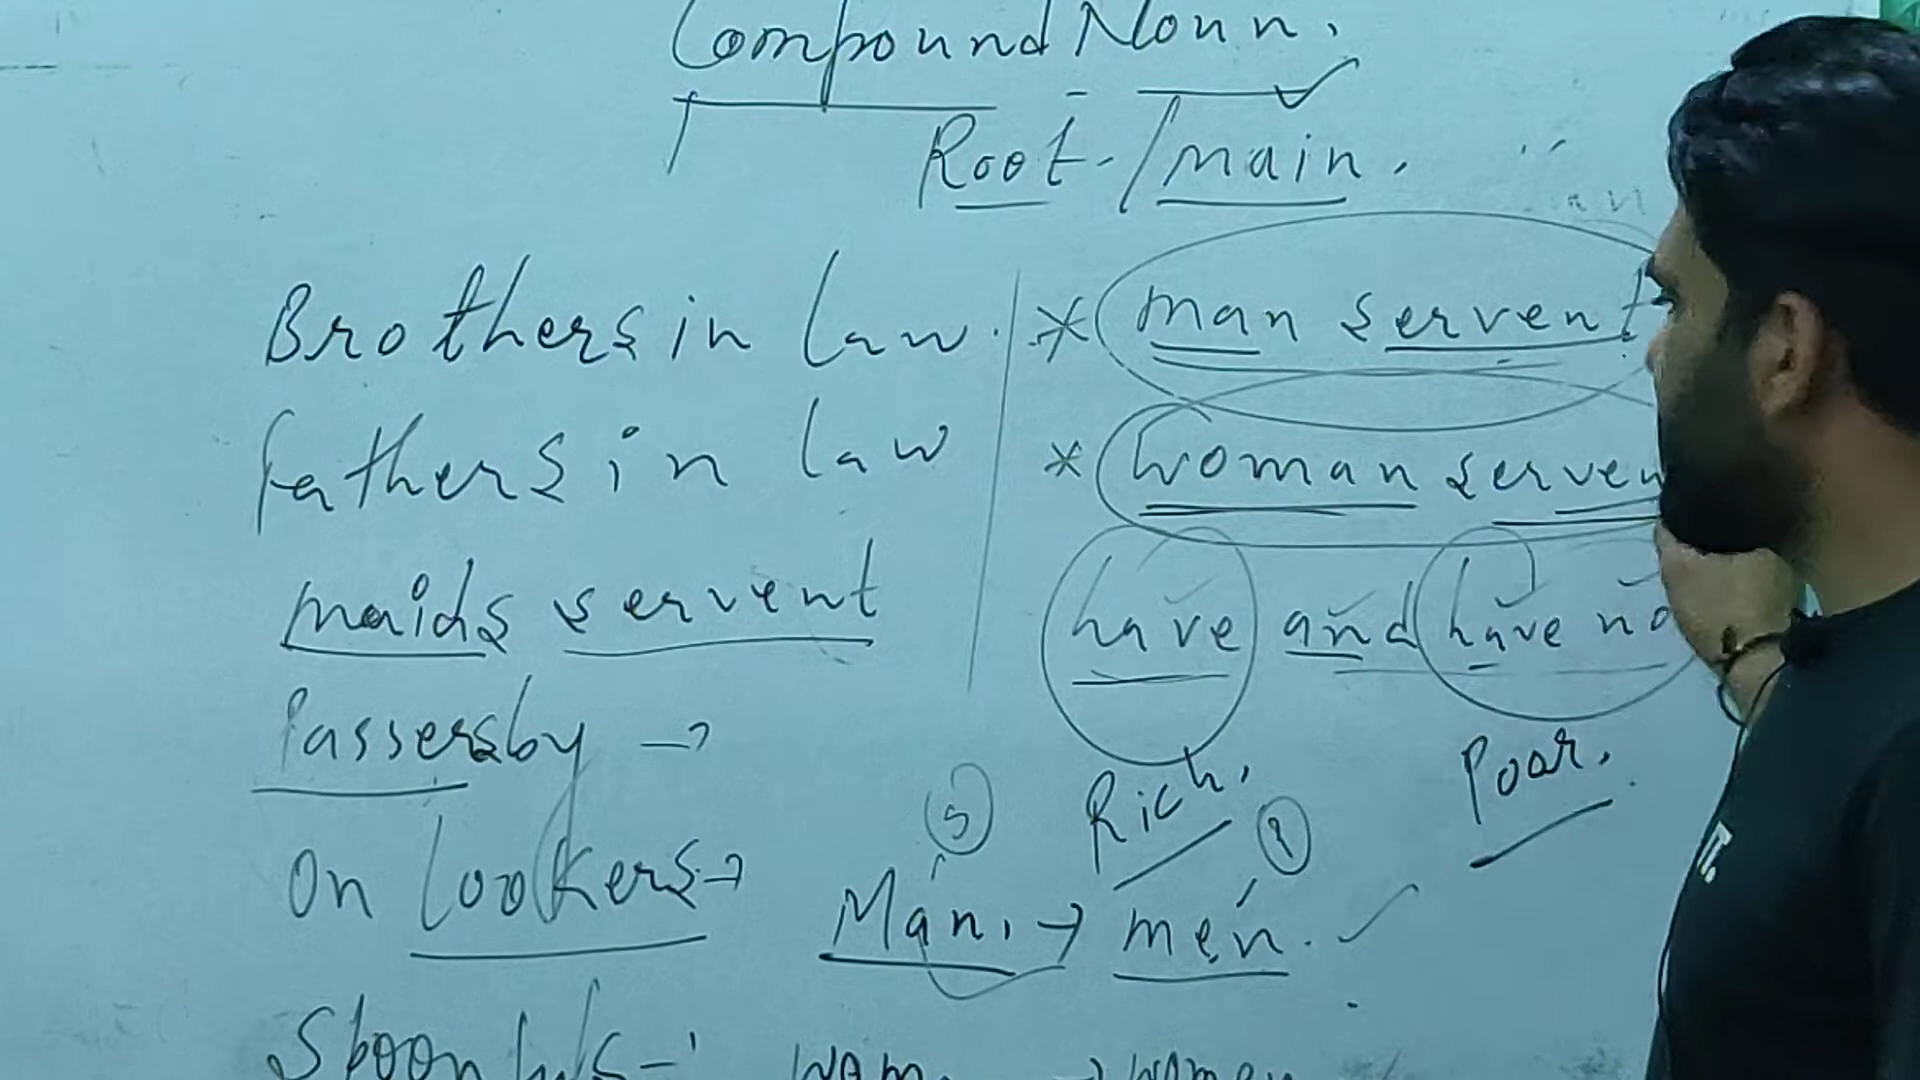 Compound Noun.
Root / main.
Brothers in law.
Fathers in law
maids servent
Passersby →
On lookers →
* man servent
* woman serven
have and have no
Rich, Poor.
S
Man. → men.